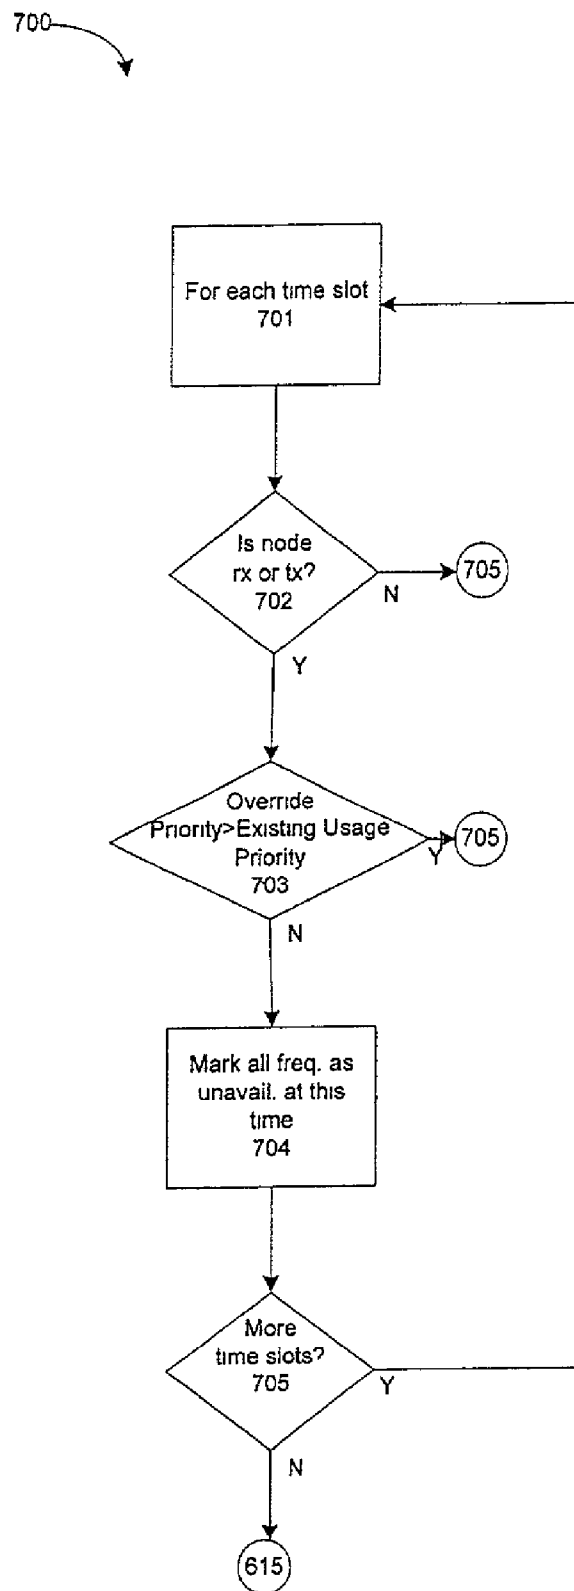 700
For each time slot
701
Is node
rx or tx?
702
N
705
Y
Override
Priority>Existing Usage
Priority
703
Y
705
N
Mark all freq. as
unavail. at this
time
704
More
time slots?
705
Y
N
615